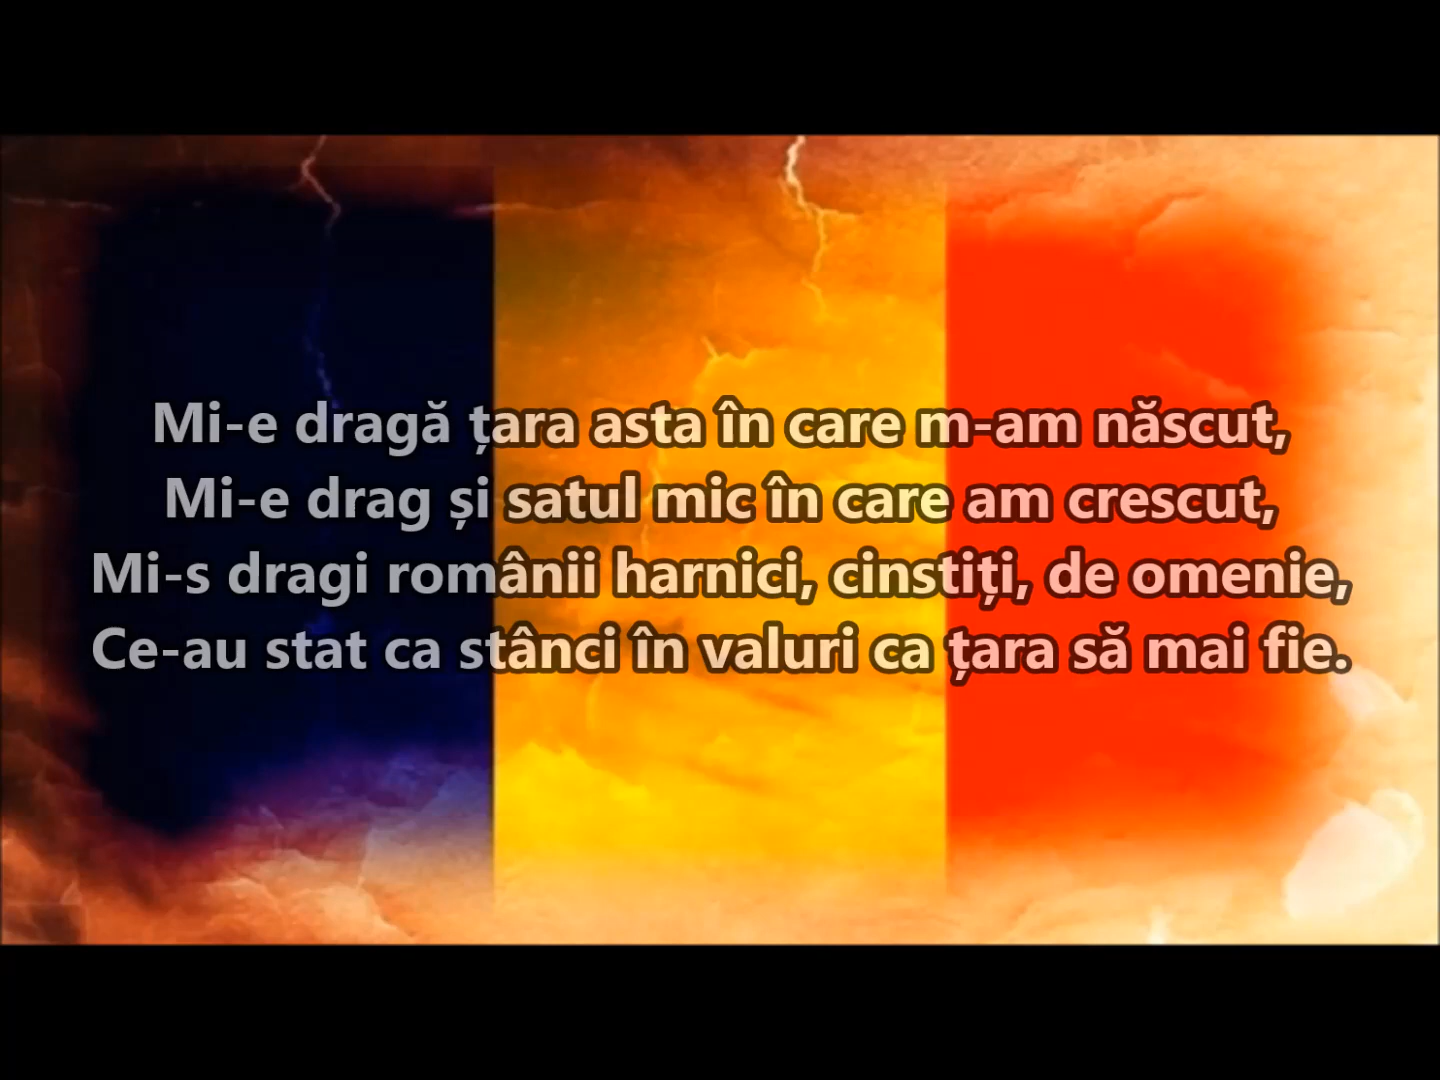 Mi-e dragă țara asta în care m-am născut,
Mi-e drag și satul mic în care am crescut,
Mi-s dragi românii harnici, cinstiți, de omenie,
Ce-au stat ca stânci în valuri ca țara să mai fie.